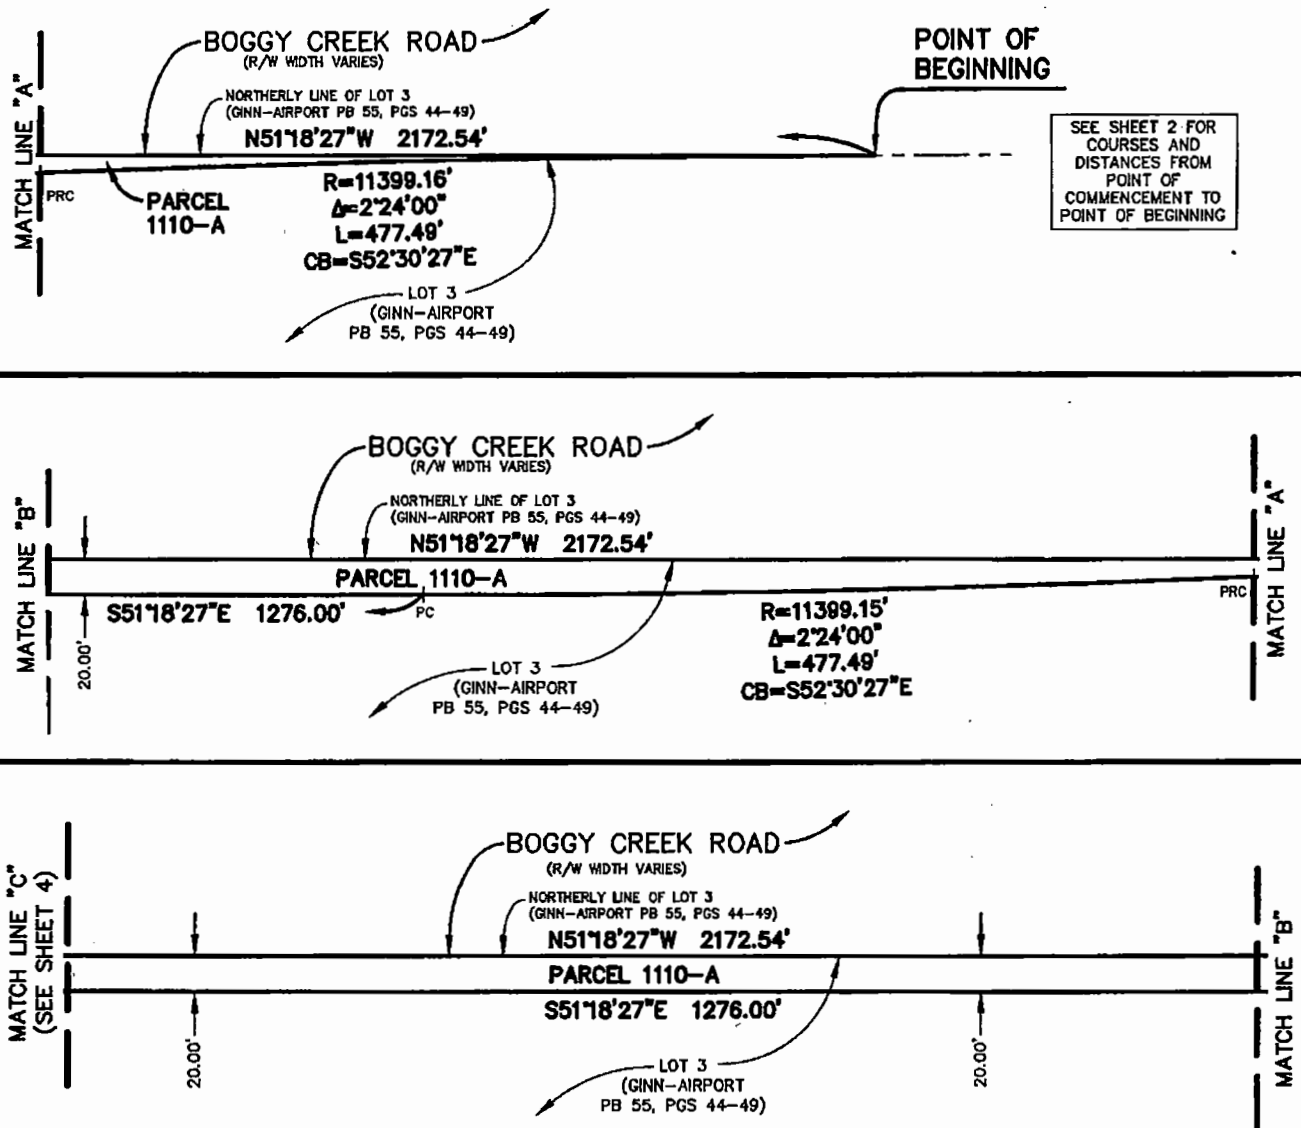 BOGGY CREEK ROAD
(R/W WIDTH VARIES)
POINT OF
BEGINNING
MATCH LINE "A"
NORTHERLY LINE OF LOT 3
(GINN-AIRPORT PB 55, PGS 44-49)
N51°18'27"W 2172.54'
SEE SHEET 2 FOR
COURSES AND
DISTANCES FROM
POINT OF
COMMENCEMENT TO
POINT OF BEGINNING
PRC
PARCEL
1110-A
R=11399.16'
Δ=2°24'00"
L=477.49'
CB=S52°30'27"E
LOT 3
(GINN-AIRPORT
PB 55, PGS 44-49)
BOGGY CREEK ROAD
(R/W WIDTH VARIES)
MATCH LINE "B"
NORTHERLY LINE OF LOT 3
(GINN-AIRPORT PB 55, PGS 44-49)
N51°18'27"W 2172.54'
MATCH LINE "A"
PARCEL 1110-A
PRC
S51°18'27"E 1276.00'
PC
20.00'
R=11399.15'
Δ=2°24'00"
L=477.49'
CB=S52°30'27"E
LOT 3
(GINN-AIRPORT
PB 55, PGS 44-49)
BOGGY CREEK ROAD
(R/W WIDTH VARIES)
MATCH LINE "C"
(SEE SHEET 4)
NORTHERLY LINE OF LOT 3
(GINN-AIRPORT PB 55, PGS 44-49)
N51°18'27"W 2172.54'
MATCH LINE "B"
PARCEL 1110-A
S51°18'27"E 1276.00'
20.00'
20.00'
LOT 3
(GINN-AIRPORT
PB 55, PGS 44-49)